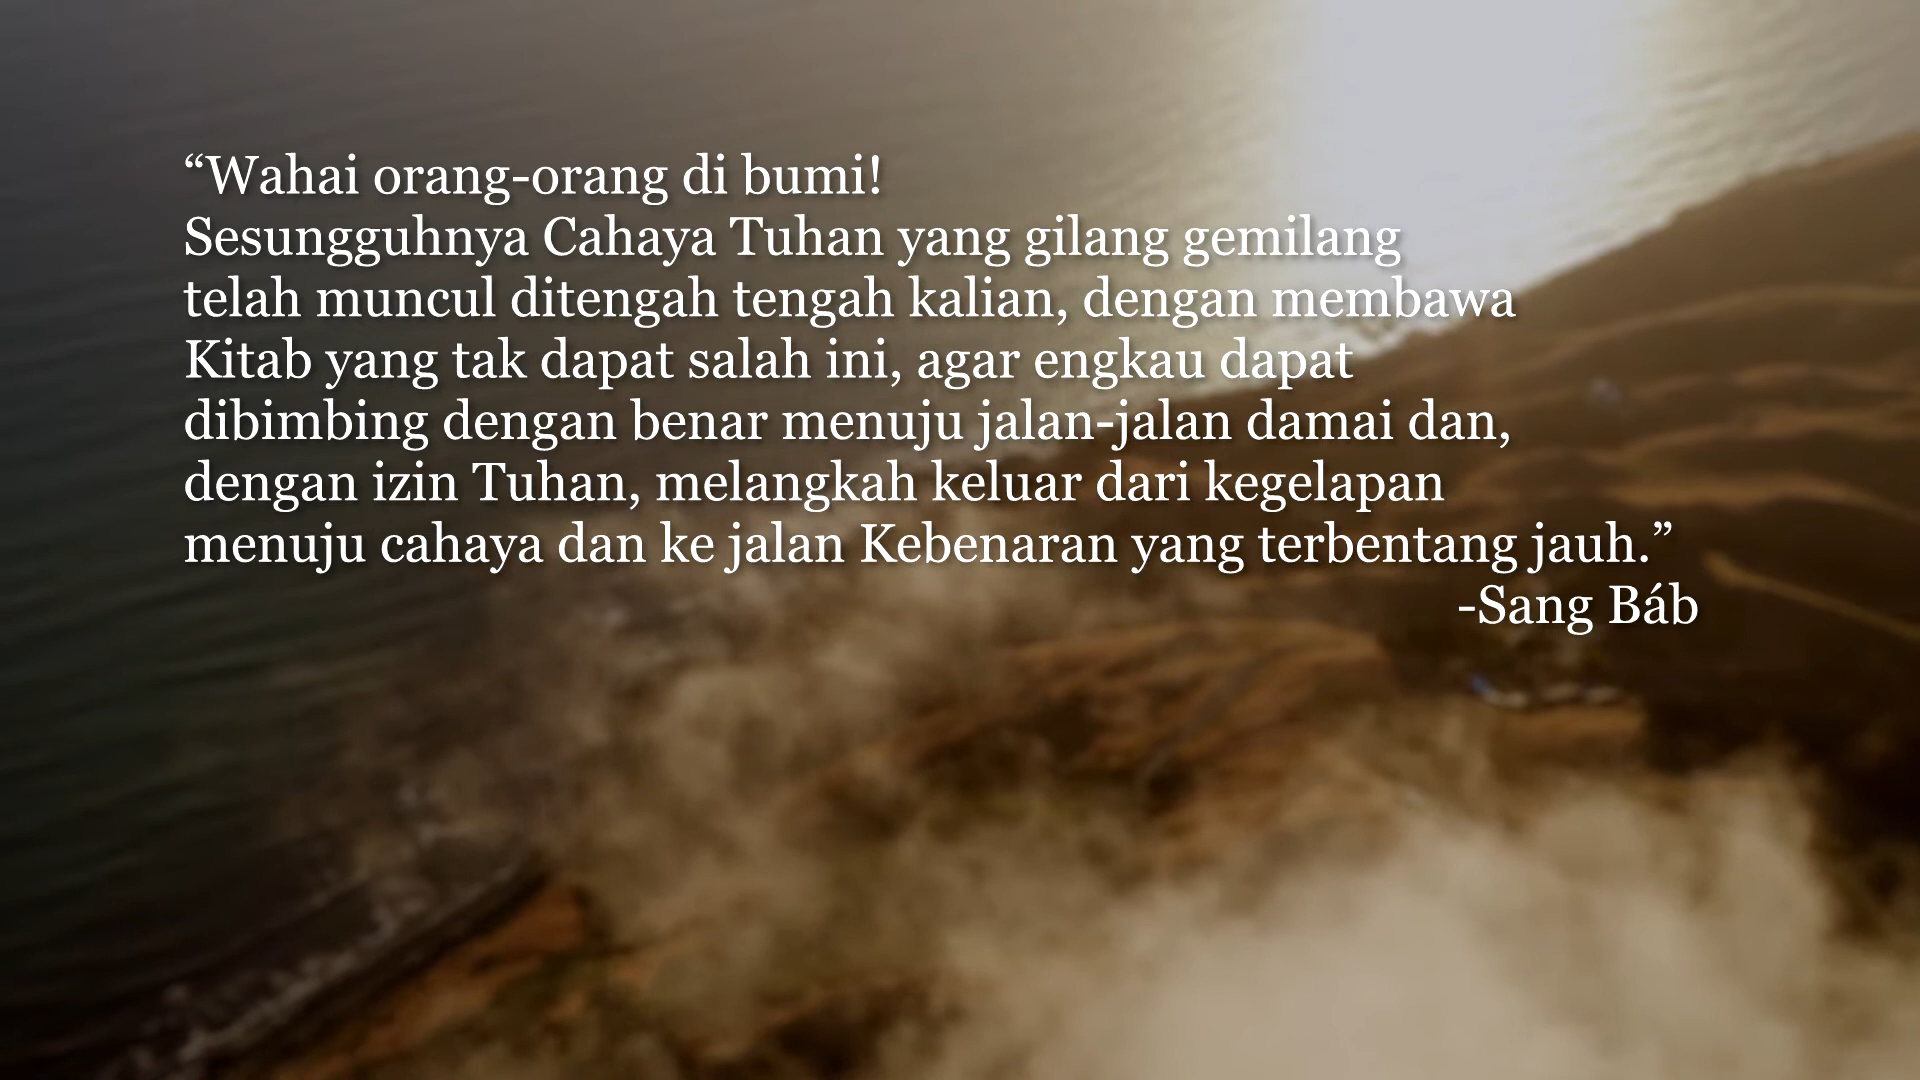 “Wahai orang-orang di bumi!
Sesungguhnya Cahaya Tuhan yang gilang gemilang
telah muncul ditengah tengah kalian, dengan membawa
Kitab yang tak dapat salah ini, agar engkau dapat
dibimbing dengan benar menuju jalan-jalan damai dan,
dengan izin Tuhan, melangkah keluar dari kegelapan
menuju cahaya dan ke jalan Kebenaran yang terbentang jauh.”
-Sang Báb